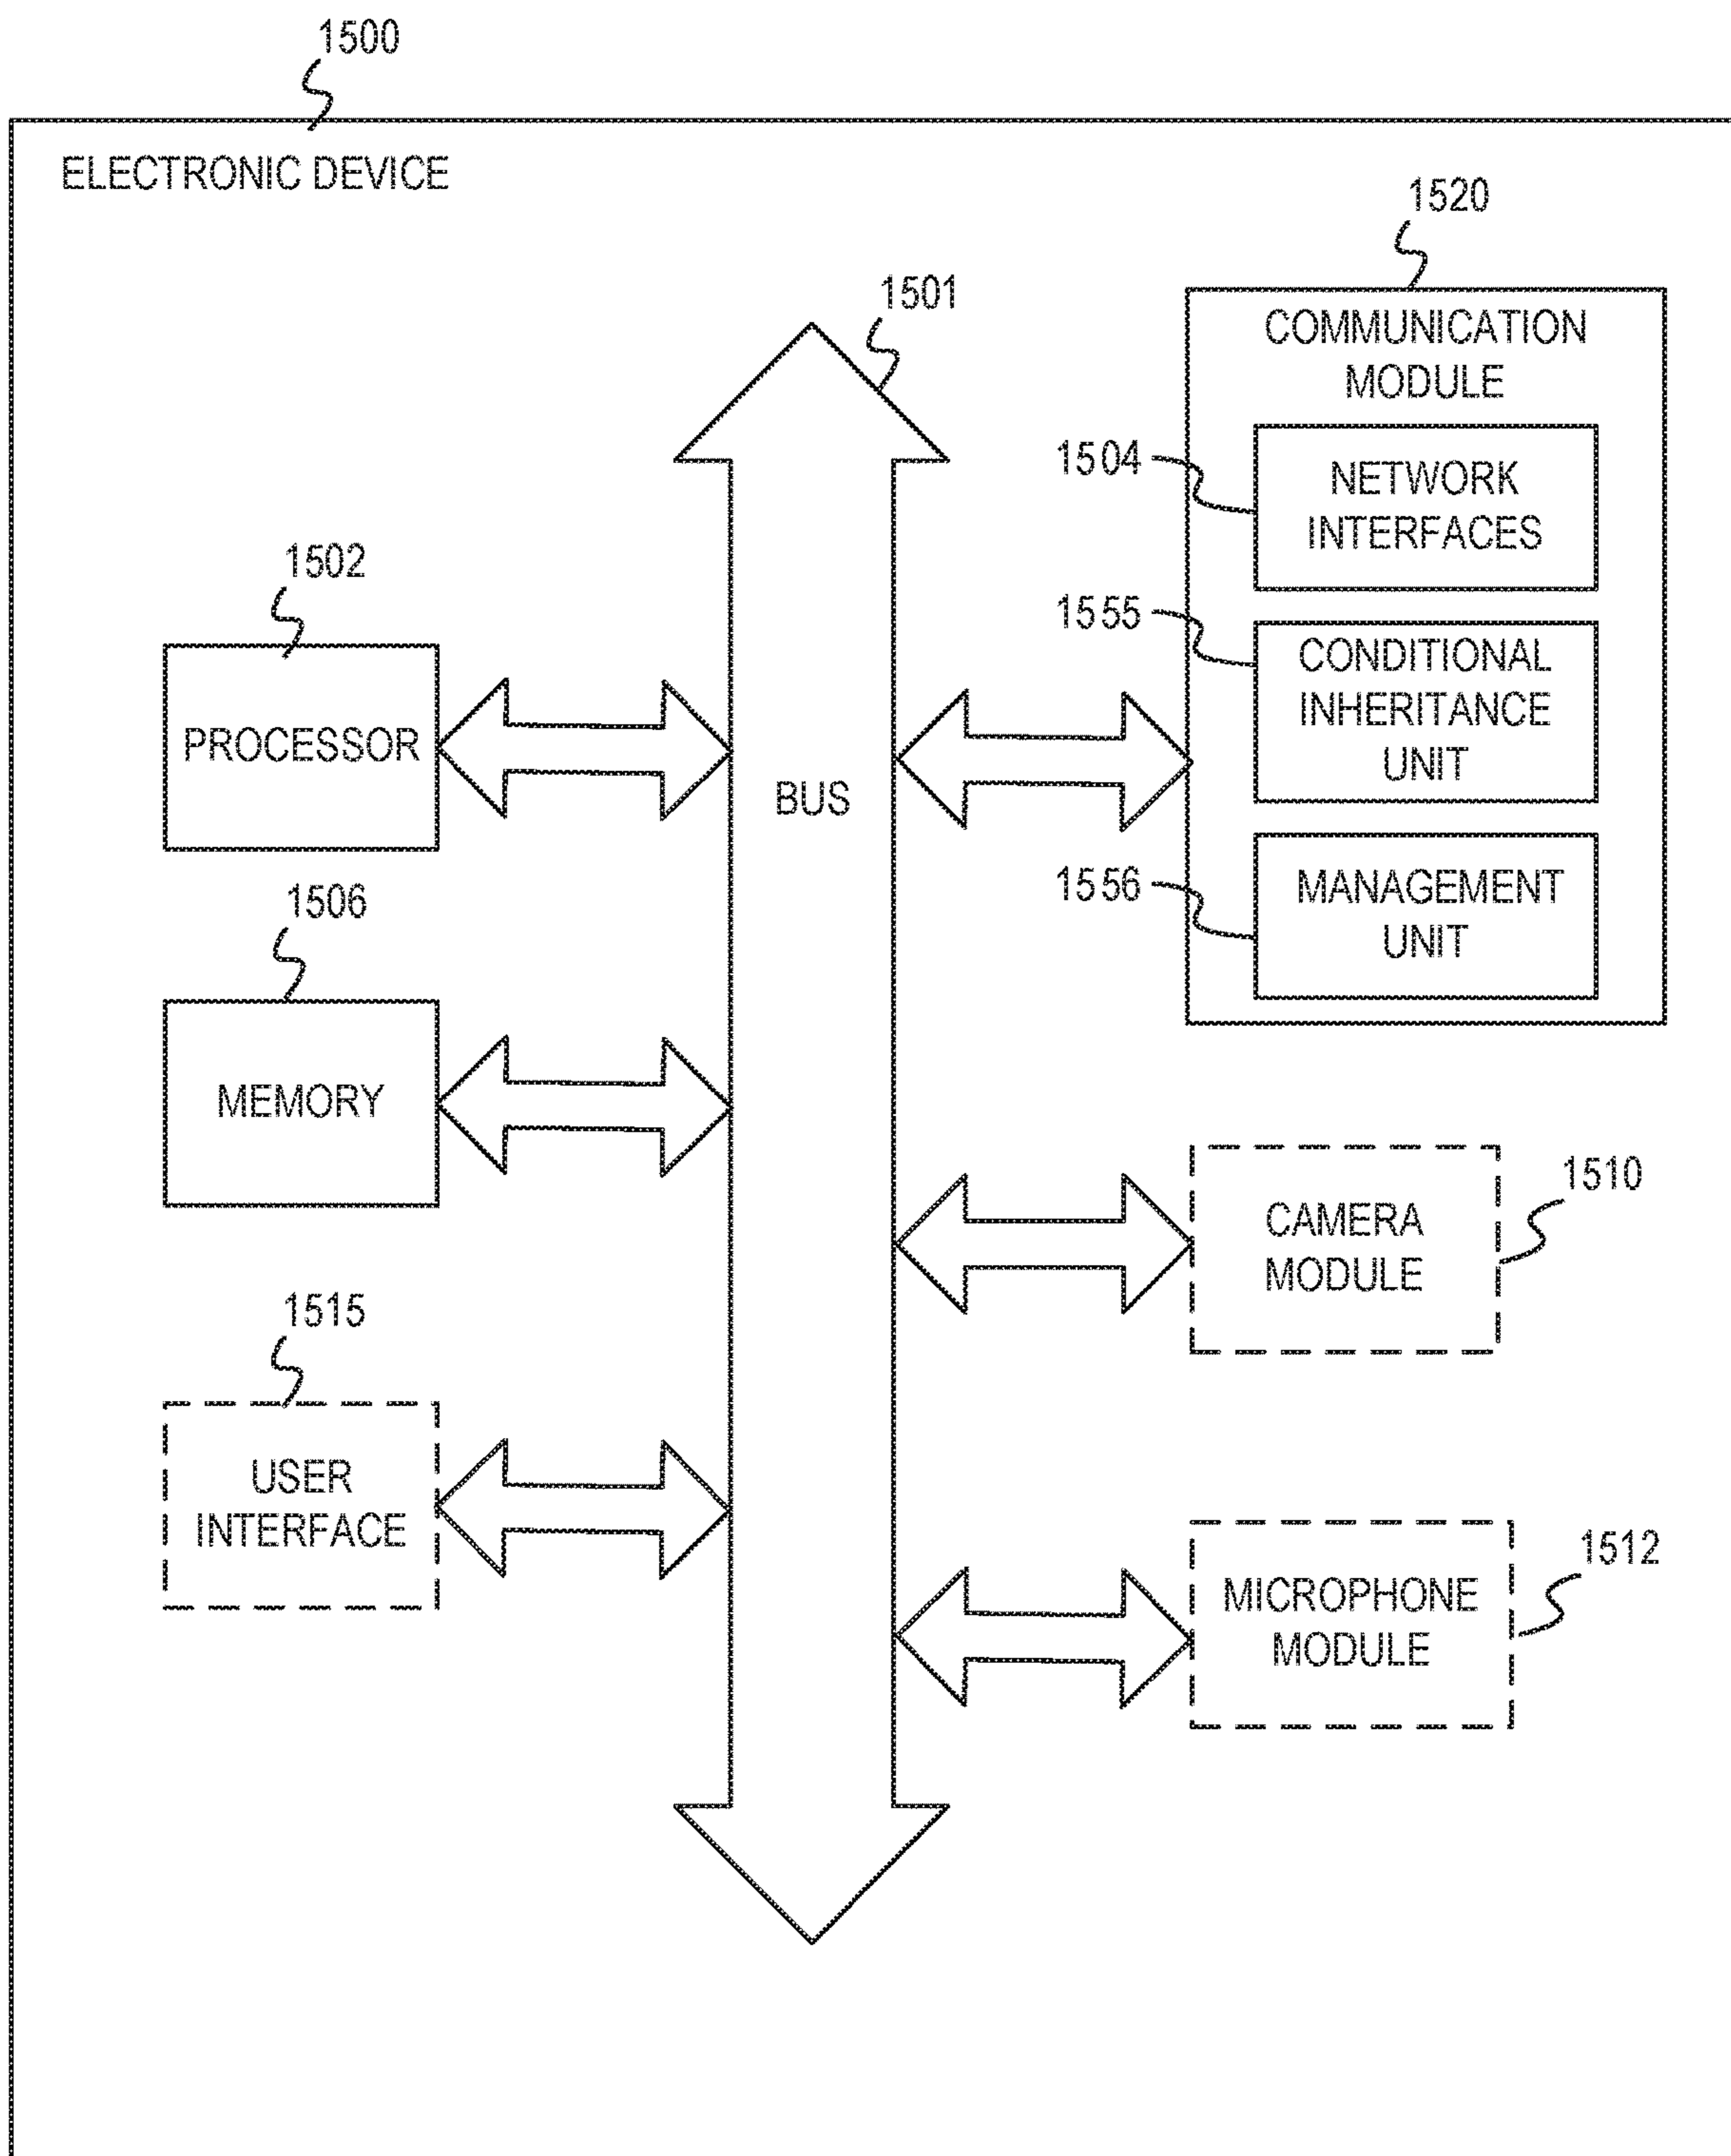 1500
ELECTRONIC DEVICE
1520
1501
COMMUNICATION
MODULE
1504
NETWORK
INTERFACES
1502
1555
CONDITIONAL
INHERITANCE
UNIT
PROCESSOR
BUS
1556
MANAGEMENT
UNIT
1506
MEMORY
1510
CAMERA
MODULE
1515
USER
INTERFACE
1512
MICROPHONE
MODULE